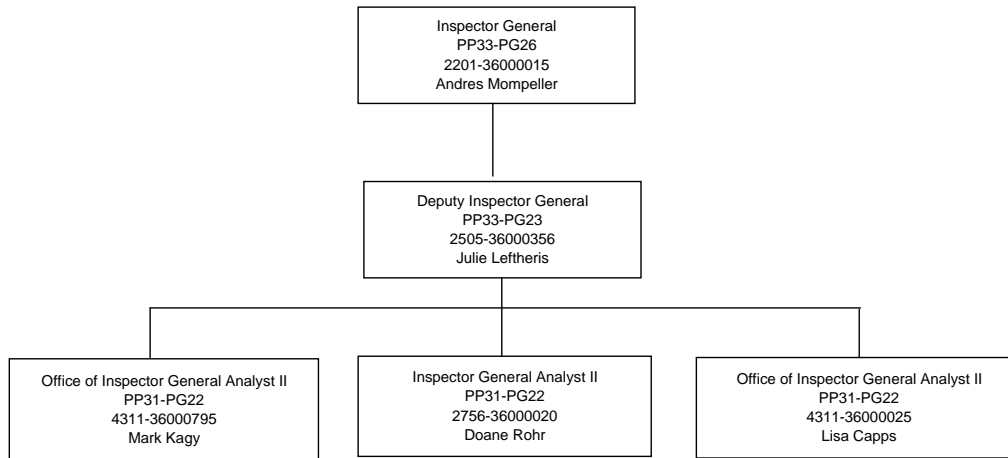 Inspector General
PP33-PG26
2201-36000015
Andres Mompeller
Deputy Inspector General
PP33-PG23
2505-36000356
Julie Leftheris
Office of Inspector General Analyst II
PP31-PG22
4311-36000795
Mark Kagy
Inspector General Analyst II
PP31-PG22
2756-36000020
Doane Rohr
Office of Inspector General Analyst II
PP31-PG22
4311-36000025
Lisa Capps